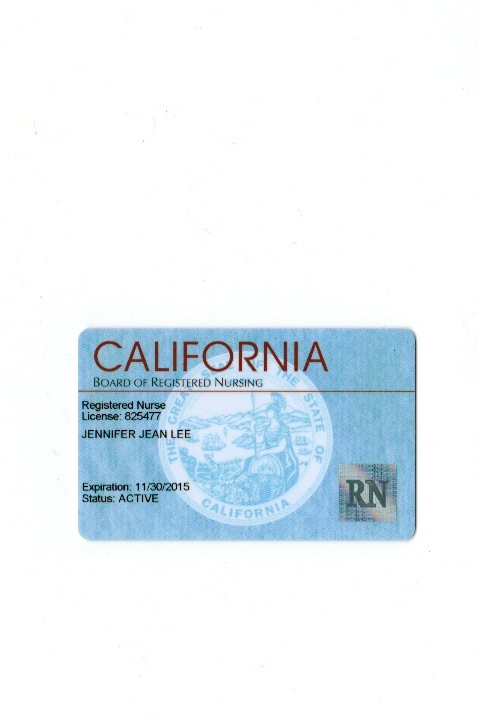 CALIFORNIA
BOARD OF REGISTERED NURSING
Registered Nurse
License: 825477
JENNIFER JEAN LEE
Expiration: 11/30/2015
Status: ACTIVE
THE GREAT SEAL OF THE STATE OF
CALIFORNIA
RN